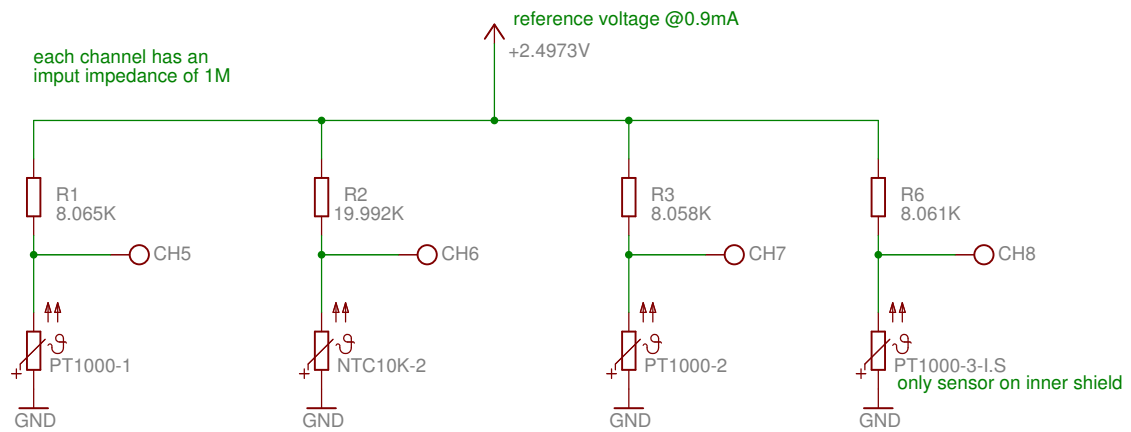 reference voltage @0.9mA
+2.4973V
each channel has an
imput impedance of 1M
R1
8.065K
R2
19.992K
R3
8.058K
R6
8.061K
CH5
CH6
CH7
CH8
ϑ
ϑ
ϑ
ϑ
+
PT1000-1
+
NTC10K-2
+
PT1000-2
+
PT1000-3-I.S
only sensor on inner shield
GND
GND
GND
GND